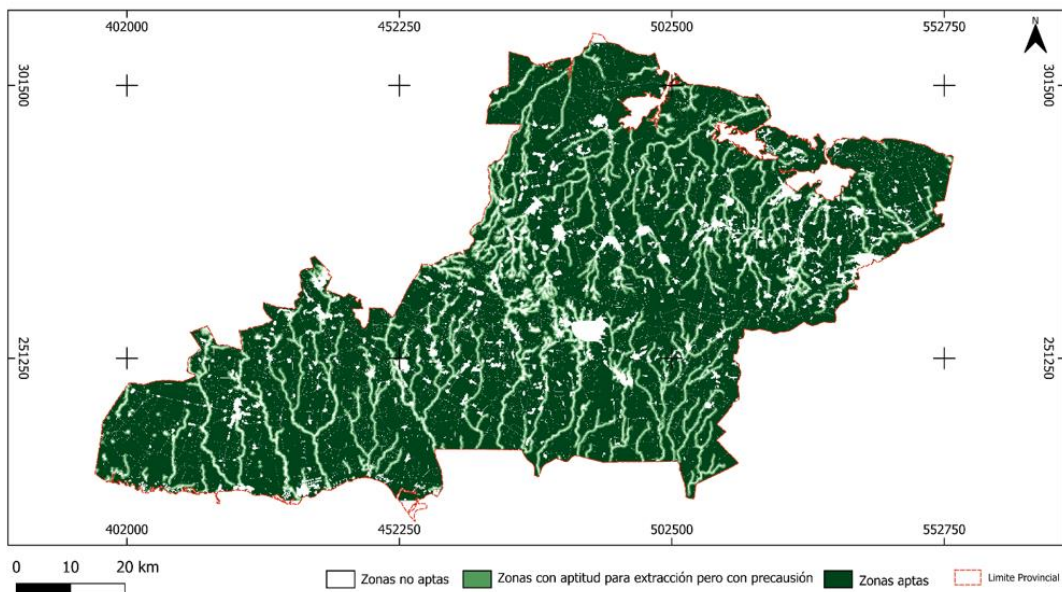 402000 452250 502500 552750
N
301500 301500
251250 251250
402000 452250 502500 552750
0 10 20 km
Zonas no aptas Zonas con aptitud para extracción pero con precausión Zonas aptas Limite Provincial